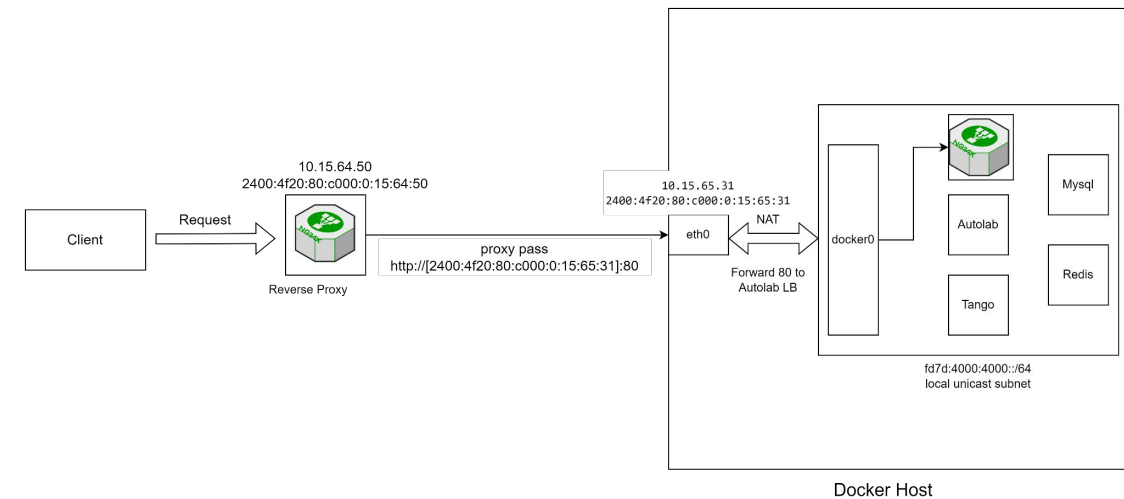 Client
Request
10.15.64.50
2400:4f20:80:c000:0:15:64:50
NGINX
Reverse Proxy
proxy pass
http://[2400:4f20:80:c000:0:15:65:31]:80
10.15.65.31
2400:4f20:80:c000:0:15:65:31
eth0
NAT
Forward 80 to
Autolab LB
docker0
NGINX
Autolab
Tango
Mysql
Redis
fd7d:4000:4000::/64
local unicast subnet
Docker Host